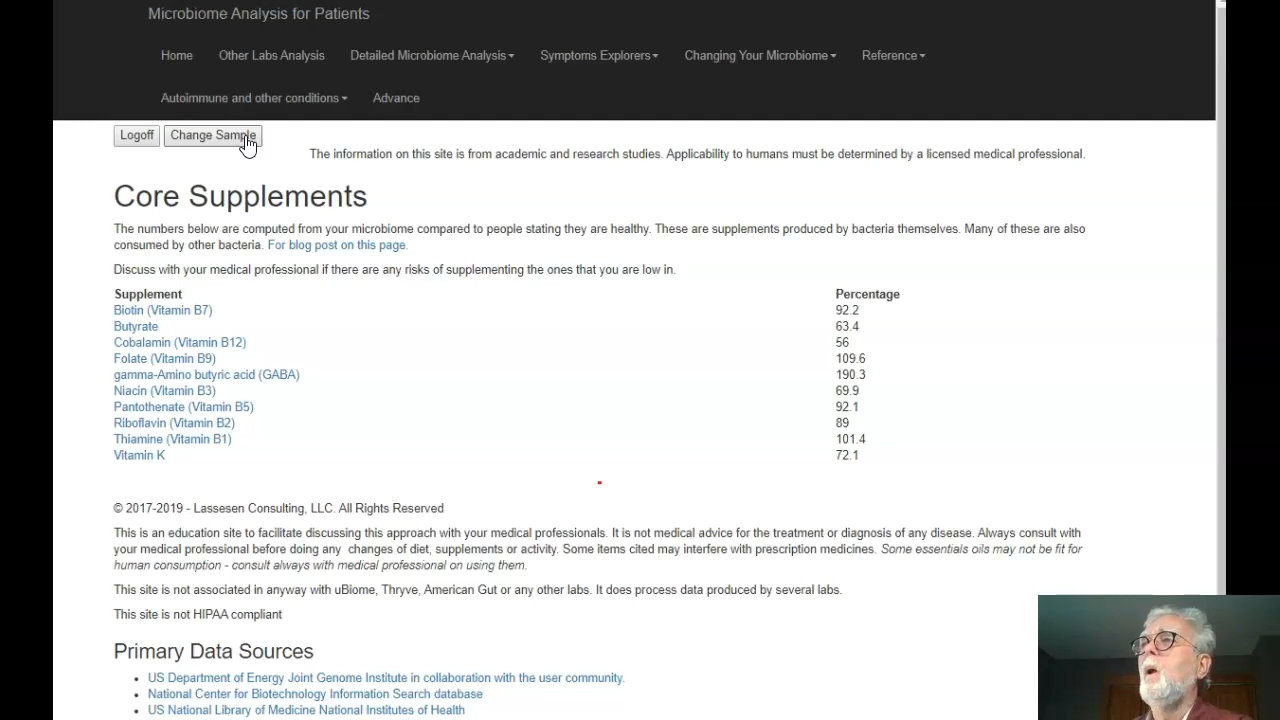 Microbiome Analysis for Patients
Home Other Labs Analysis Detailed Microbiome Analysis Symptoms Explorers Changing Your Microbiome Reference
Autoimmune and other conditions Advance
Logoff Change Sample
The information on this site is from academic and research studies. Applicability to humans must be determined by a licensed medical professional.
Core Supplements
The numbers below are computed from your microbiome compared to people stating they are healthy. These are supplements produced by bacteria themselves. Many of these are also
consumed by other bacteria. For blog post on this page.
Discuss with your medical professional if there are any risks of supplementing the ones that you are low in.
Supplement Percentage
Biotin (Vitamin B7) 92.2
Butyrate 63.4
Cobalamin (Vitamin B12) 56
Folate (Vitamin B9) 109.6
gamma-Amino butyric acid (GABA) 190.3
Niacin (Vitamin B3) 69.9
Pantothenate (Vitamin B5) 92.1
Riboflavin (Vitamin B2) 89
Thiamine (Vitamin B1) 101.4
Vitamin K 72.1
© 2017-2019 - Lassesen Consulting, LLC. All Rights Reserved
This is an education site to facilitate discussing this approach with your medical professionals. It is not medical advice for the treatment or diagnosis of any disease. Always consult with
your medical professional before doing any changes of diet, supplements or activity. Some items cited may interfere with prescription medicines. Some essentials oils may not be fit for
human consumption - consult always with medical professional on using them.
This site is not associated in anyway with uBiome, Thryve, American Gut or any other labs. It does process data produced by several labs.
This site is not HIPAA compliant
Primary Data Sources
US Department of Energy Joint Genome Institute in collaboration with the user community.
National Center for Biotechnology Information Search database
US National Library of Medicine National Institutes of Health